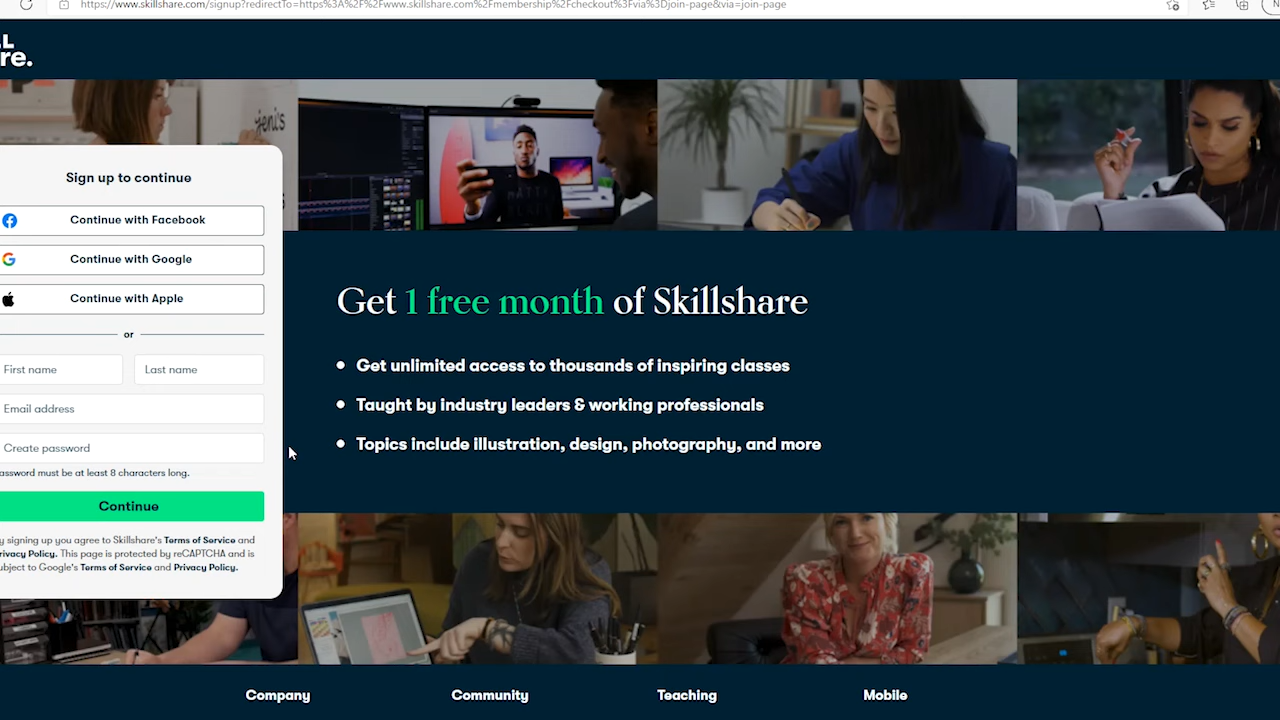 https://www.skillshare.com/signup?redirectTo=https%3A%2F%2Fwww.skillshare.com%2Fmembership%2Fcheckout%3Fvia%3Djoin-page&via=join-page
LL
re.
jeni's
Sign up to continue
Continue with Facebook
Continue with Google
Continue with Apple
or
First name
Last name
Email address
Create password
assword must be at least 8 characters long.
Continue
y signing up you agree to Skillshare's Terms of Service and
rivacy Policy. This page is protected by reCAPTCHA and is
ubject to Google's Terms of Service and Privacy Policy.
Get 1 free month of Skillshare
Get unlimited access to thousands of inspiring classes
Taught by industry leaders & working professionals
Topics include illustration, design, photography, and more
Company
Community
Teaching
Mobile